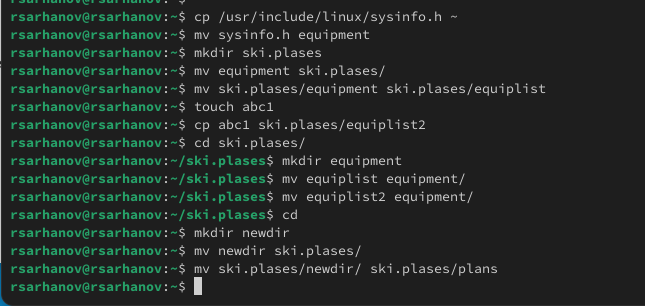 rsarhanov@rsarhanov:~$ cp /usr/include/linux/sysinfo.h ~
rsarhanov@rsarhanov:~$ mv sysinfo.h equipment
rsarhanov@rsarhanov:~$ mkdir ski.plases
rsarhanov@rsarhanov:~$ mv equipment ski.plases/
rsarhanov@rsarhanov:~$ mv ski.plases/equipment ski.plases/equiplist
rsarhanov@rsarhanov:~$ touch abc1
rsarhanov@rsarhanov:~$ cp abc1 ski.plases/equiplist2
rsarhanov@rsarhanov:~$ cd ski.plases/
rsarhanov@rsarhanov:~/ski.plases$ mkdir equipment
rsarhanov@rsarhanov:~/ski.plases$ mv equiplist equipment/
rsarhanov@rsarhanov:~/ski.plases$ mv equiplist2 equipment/
rsarhanov@rsarhanov:~/ski.plases$ cd
rsarhanov@rsarhanov:~$ mkdir newdir
rsarhanov@rsarhanov:~$ mv newdir ski.plases/
rsarhanov@rsarhanov:~$ mv ski.plases/newdir/ ski.plases/plans
rsarhanov@rsarhanov:~$